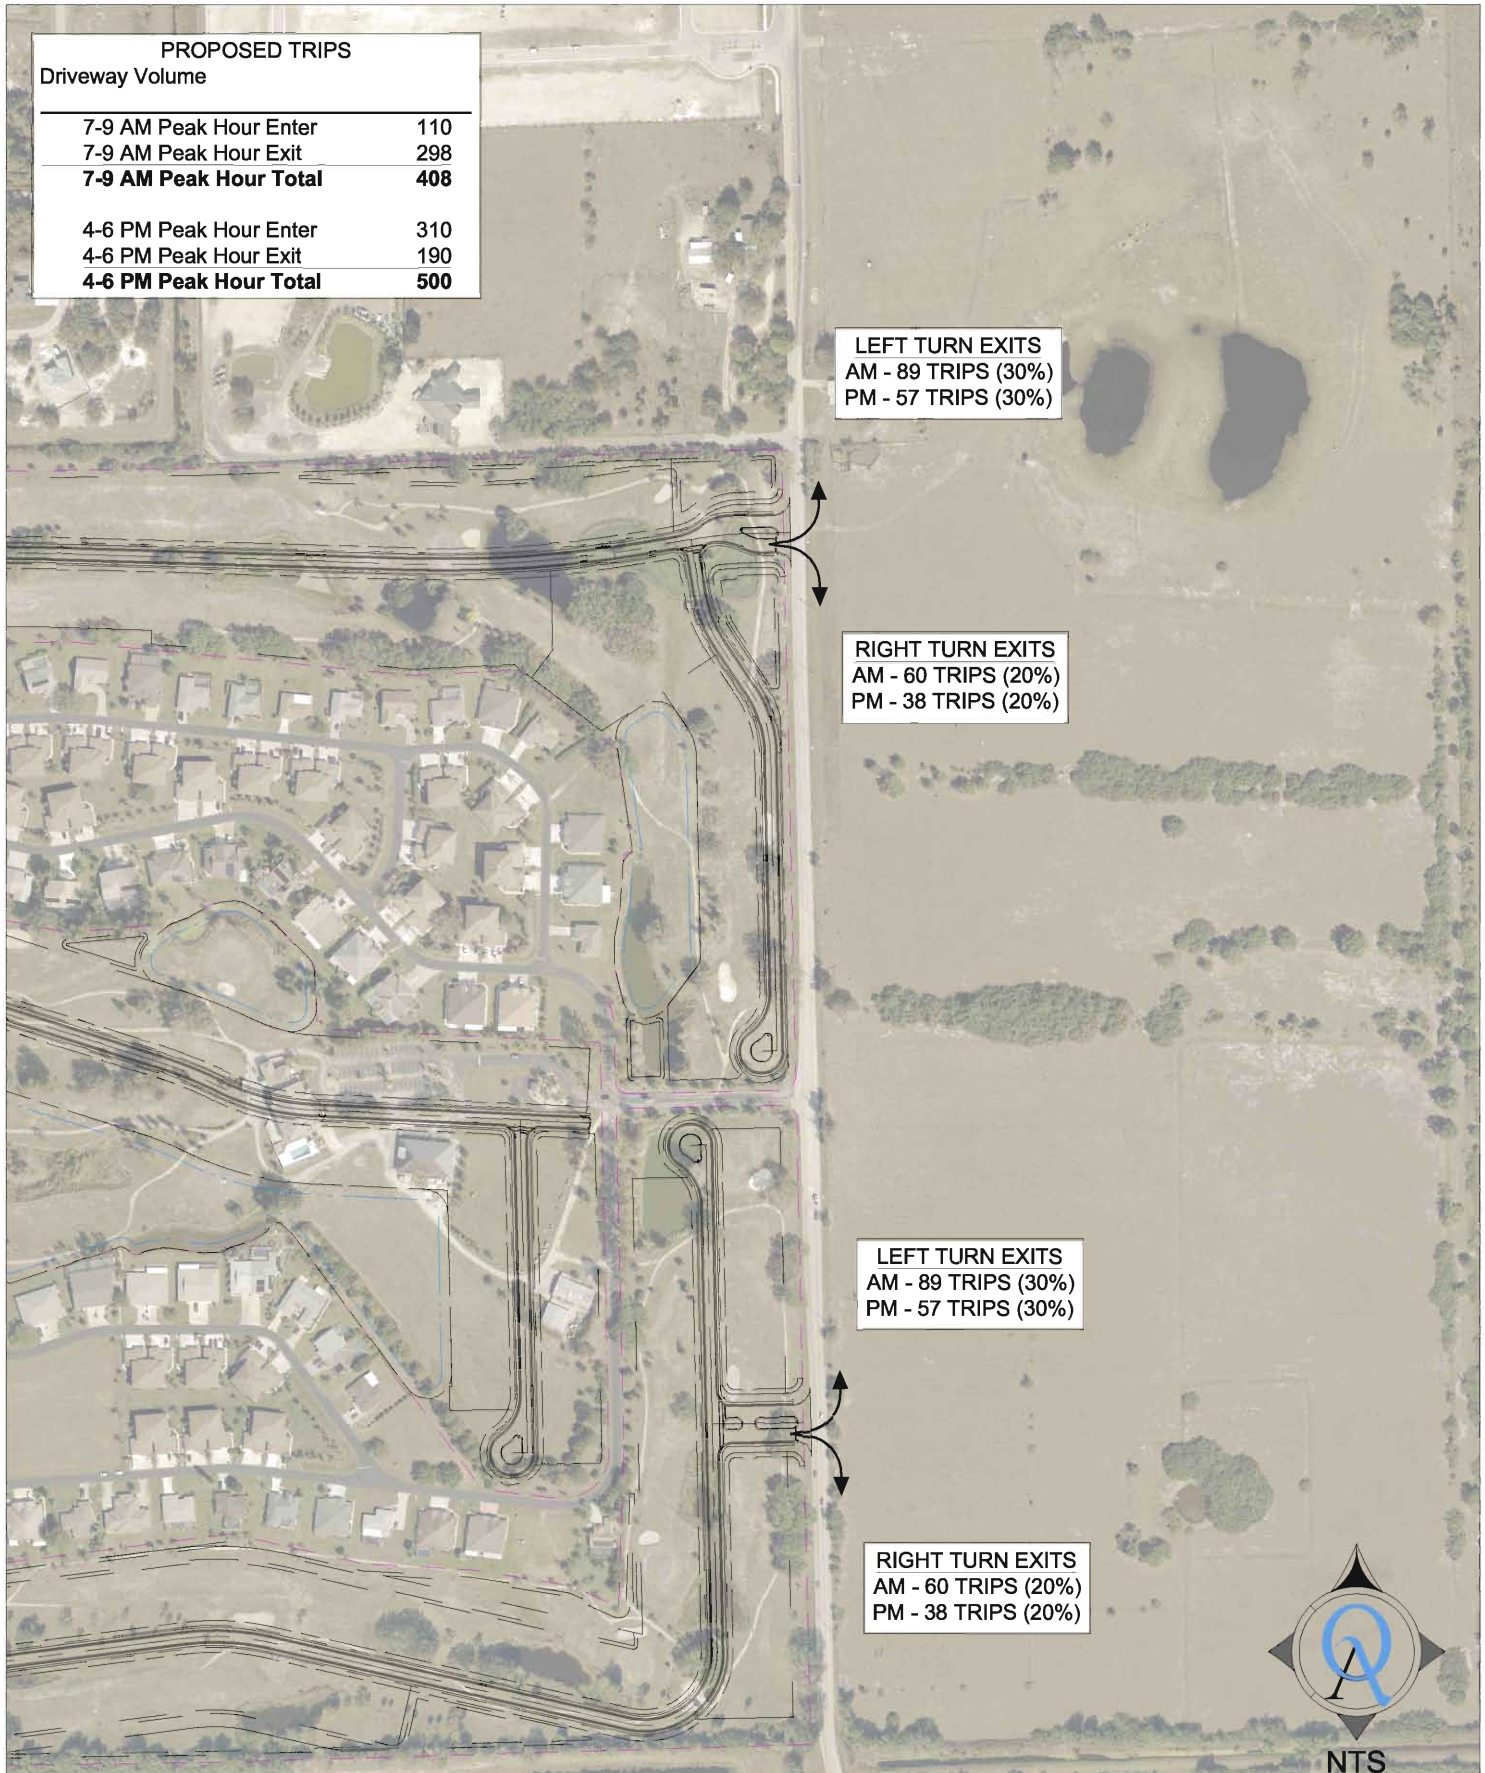 PROPOSED TRIPS
Driveway Volume
7-9 AM Peak Hour Enter 110
7-9 AM Peak Hour Exit 298
7-9 AM Peak Hour Total 408
4-6 PM Peak Hour Enter 310
4-6 PM Peak Hour Exit 190
4-6 PM Peak Hour Total 500
LEFT TURN EXITS
AM - 89 TRIPS (30%)
PM - 57 TRIPS (30%)
RIGHT TURN EXITS
AM - 60 TRIPS (20%)
PM - 38 TRIPS (20%)
LEFT TURN EXITS
AM - 89 TRIPS (30%)
PM - 57 TRIPS (30%)
RIGHT TURN EXITS
AM - 60 TRIPS (20%)
PM - 38 TRIPS (20%)
NTS